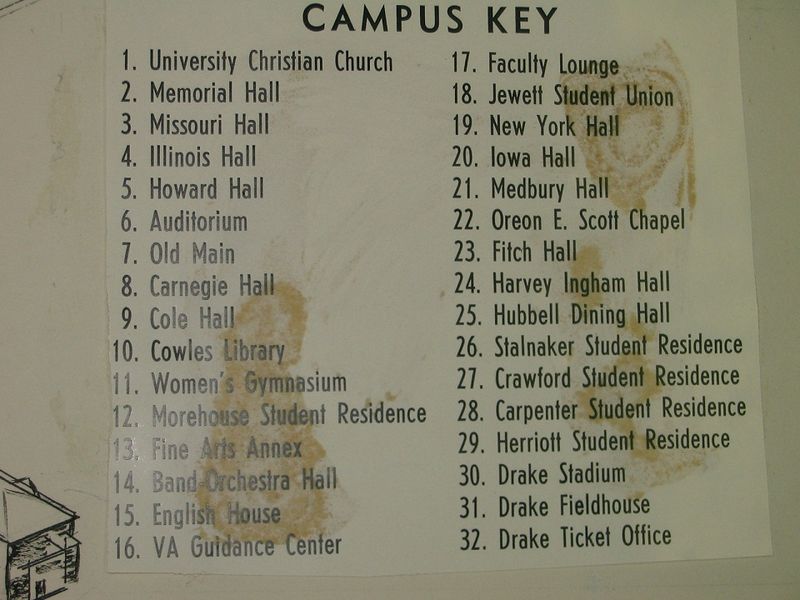 CAMPUS KEY
1. University Christian Church
2. Memorial Hall
3. Missouri Hall
4. Illinois Hall
5. Howard Hall
6. Auditorium
7. Old Main
8. Carnegie Hall
9. Cole Hall
10. Cowles Library
11. Women's Gymnasium
12. Morehouse Student Residence
13. Fine Arts Annex
14. Band-Orchestra Hall
15. English House
16. VA Guidance Center
17. Faculty Lounge
18. Jewett Student Union
19. New York Hall
20. Iowa Hall
21. Medbury Hall
22. Oreon E. Scott Chapel
23. Fitch Hall
24. Harvey Ingham Hall
25. Hubbell Dining Hall
26. Stalnaker Student Residence
27. Crawford Student Residence
28. Carpenter Student Residence
29. Herriott Student Residence
30. Drake Stadium
31. Drake Fieldhouse
32. Drake Ticket Office